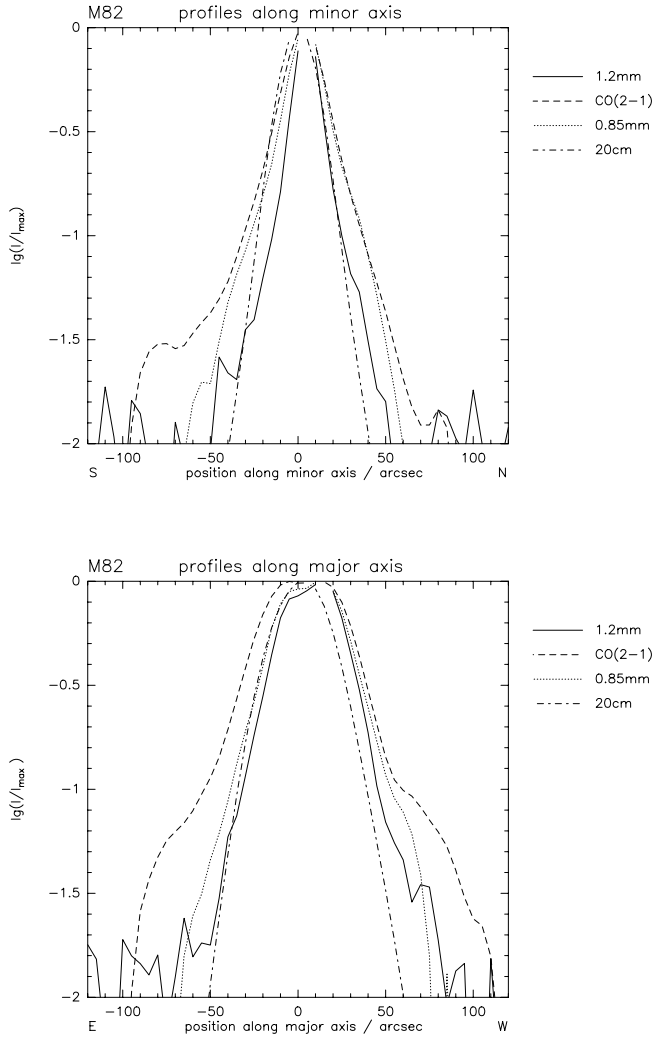 M82 profiles along minor axis
0
−0.5
−1
−1.5
−2
lg(I/I_max)
−100 −50 0 50 100
S position along minor axis / arcsec N
1.2mm
CO(2−1)
0.85mm
20cm
M82 profiles along major axis
0
−0.5
−1
−1.5
−2
lg(I/I_max)
−100 −50 0 50 100
E position along major axis / arcsec W
1.2mm
CO(2−1)
0.85mm
20cm